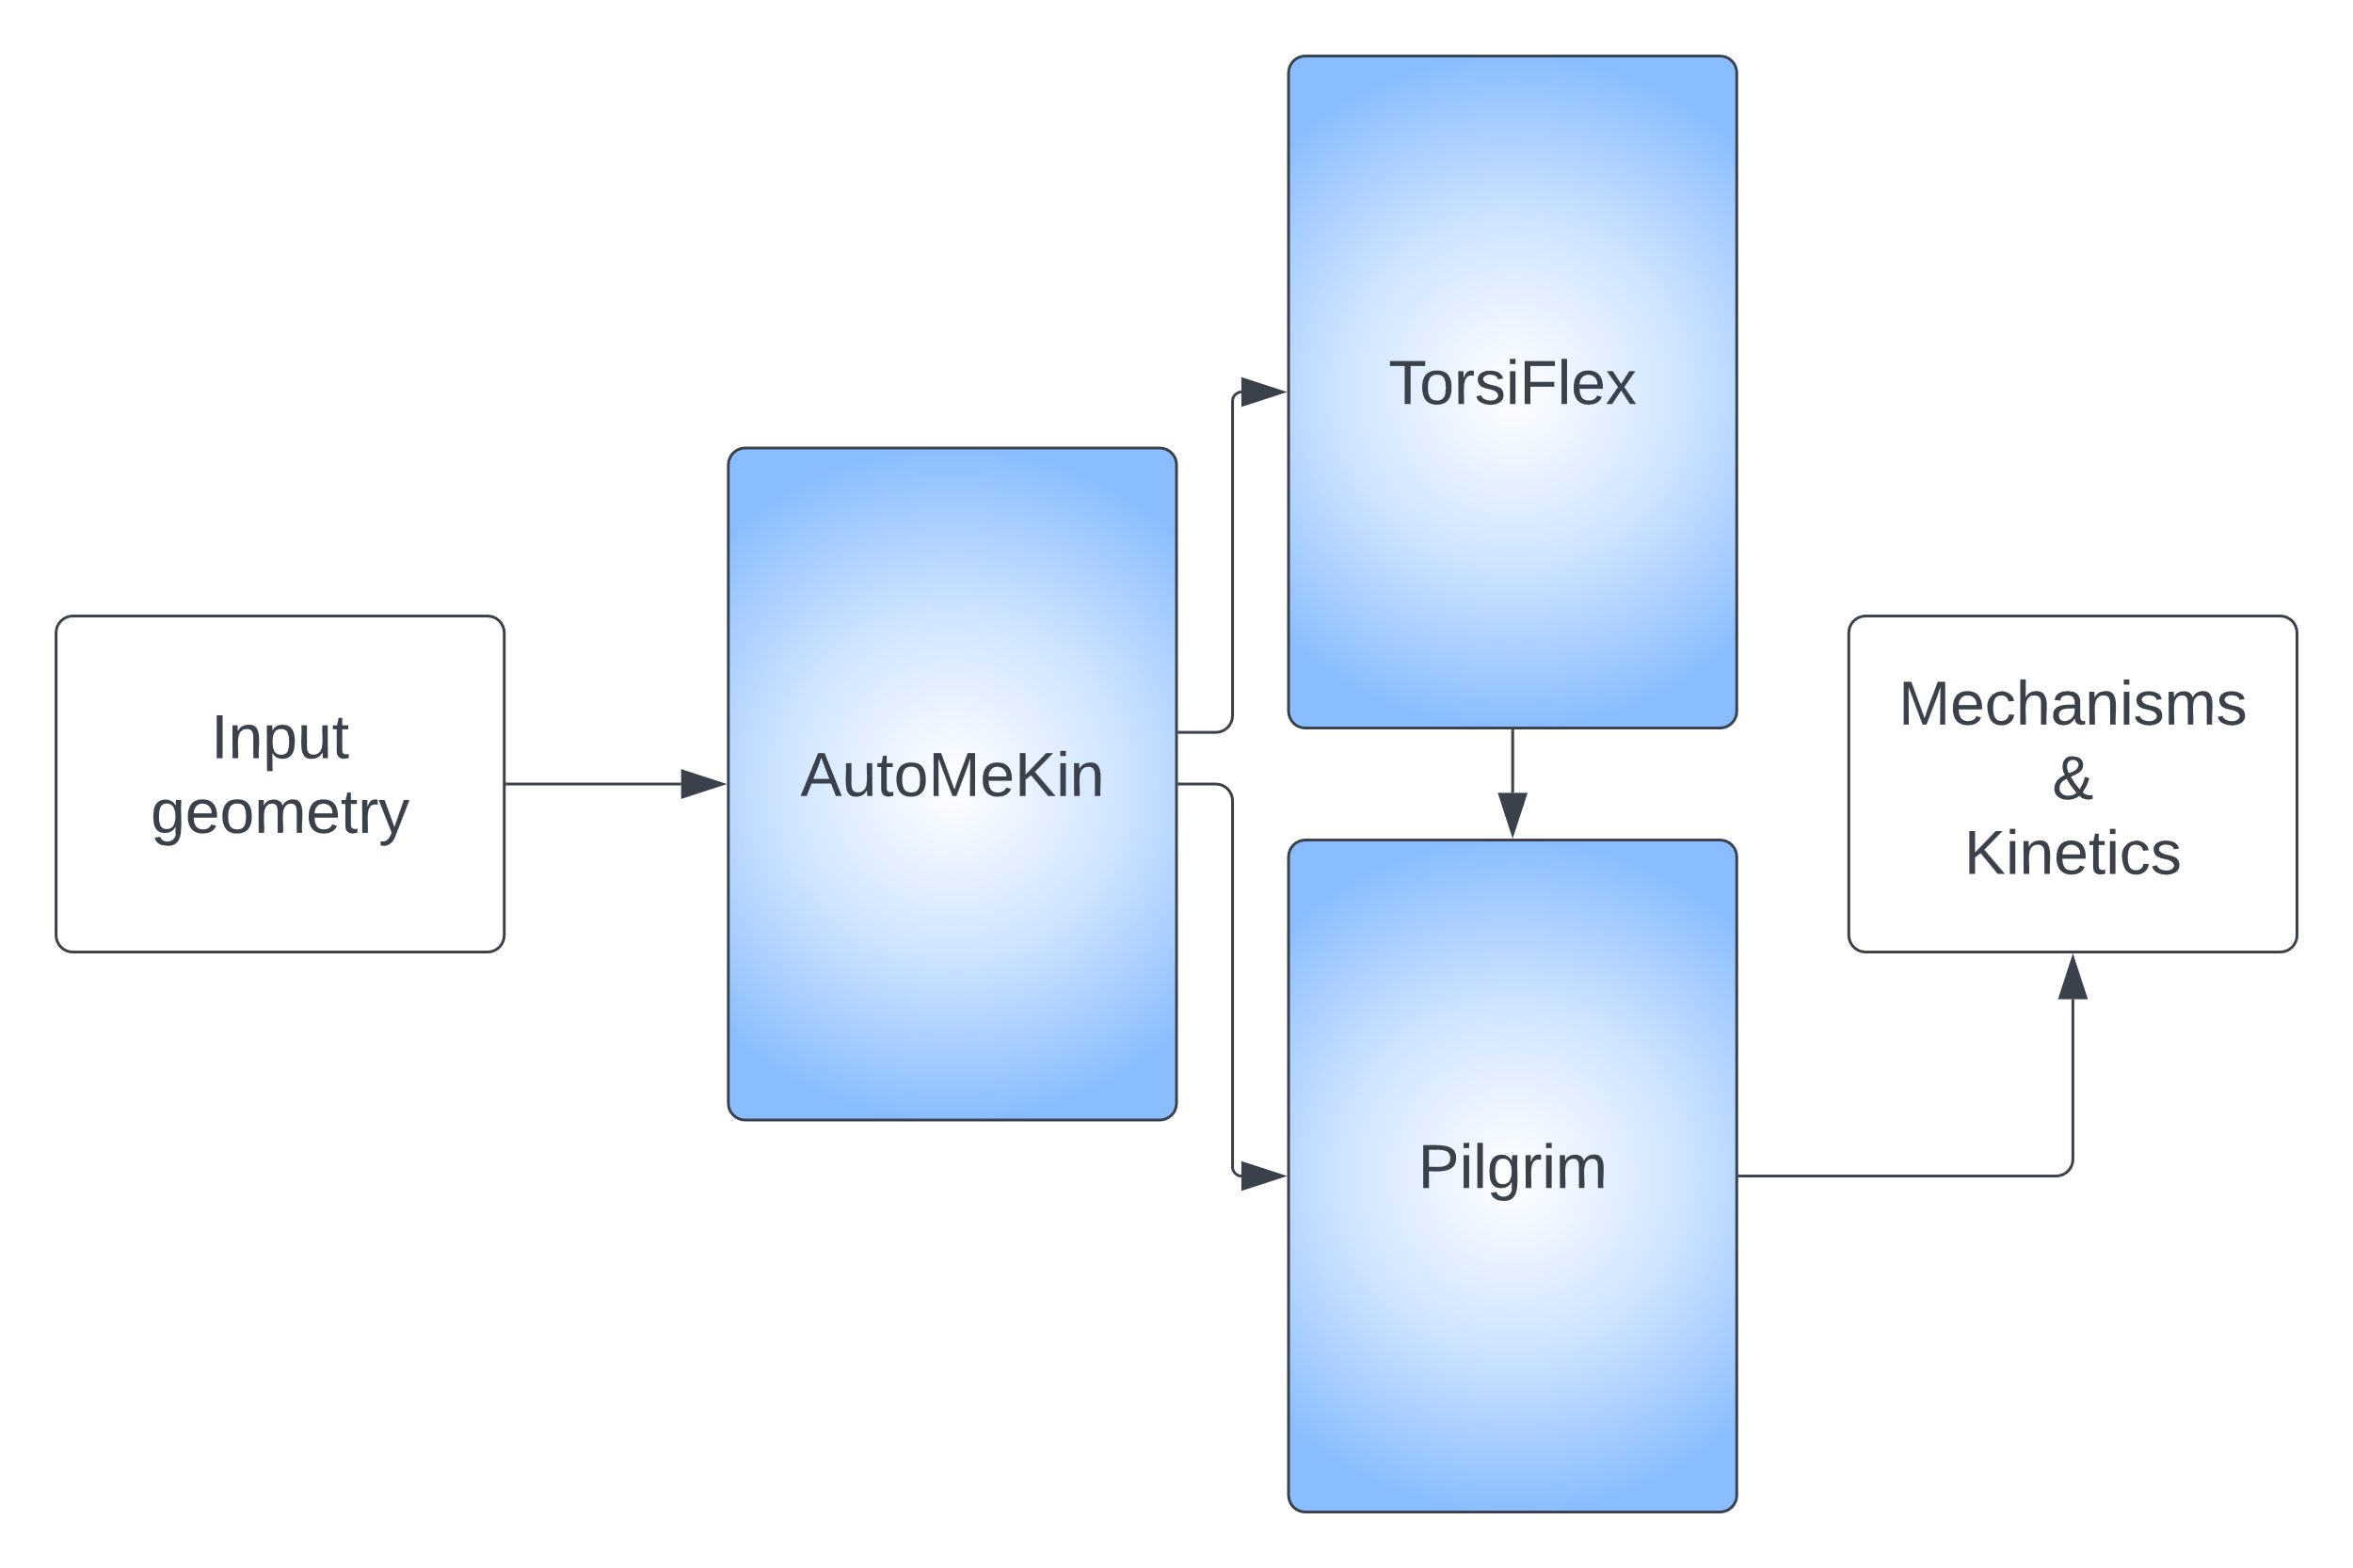 Input
geometry
AutoMeKin
TorsiFlex
Pilgrim
Mechanisms
&
Kinetics